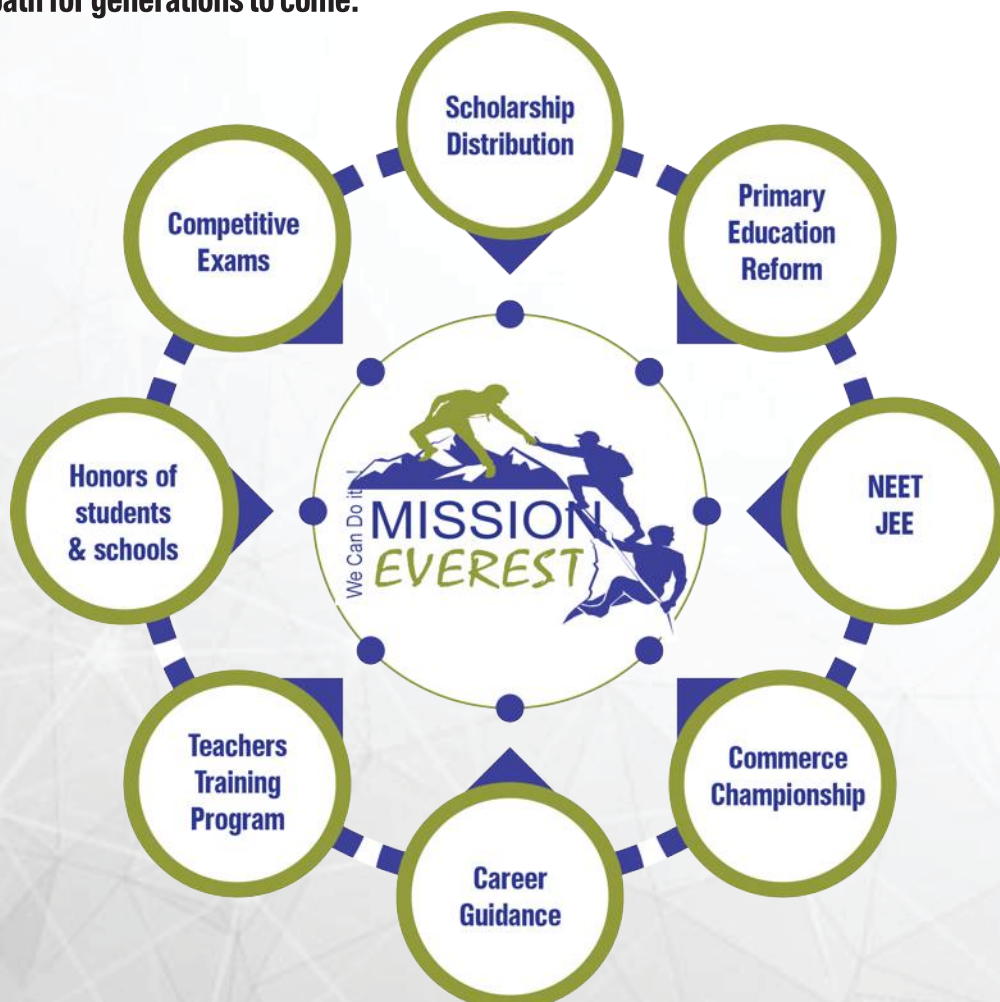 path for generations to come.
Scholarship
Distribution
Primary
Education
Reform
NEET
JEE
Commerce
Championship
Career
Guidance
Teachers
Training
Program
Honors of
students
& schools
Competitive
Exams
We Can Do it !
MISSION
EVEREST